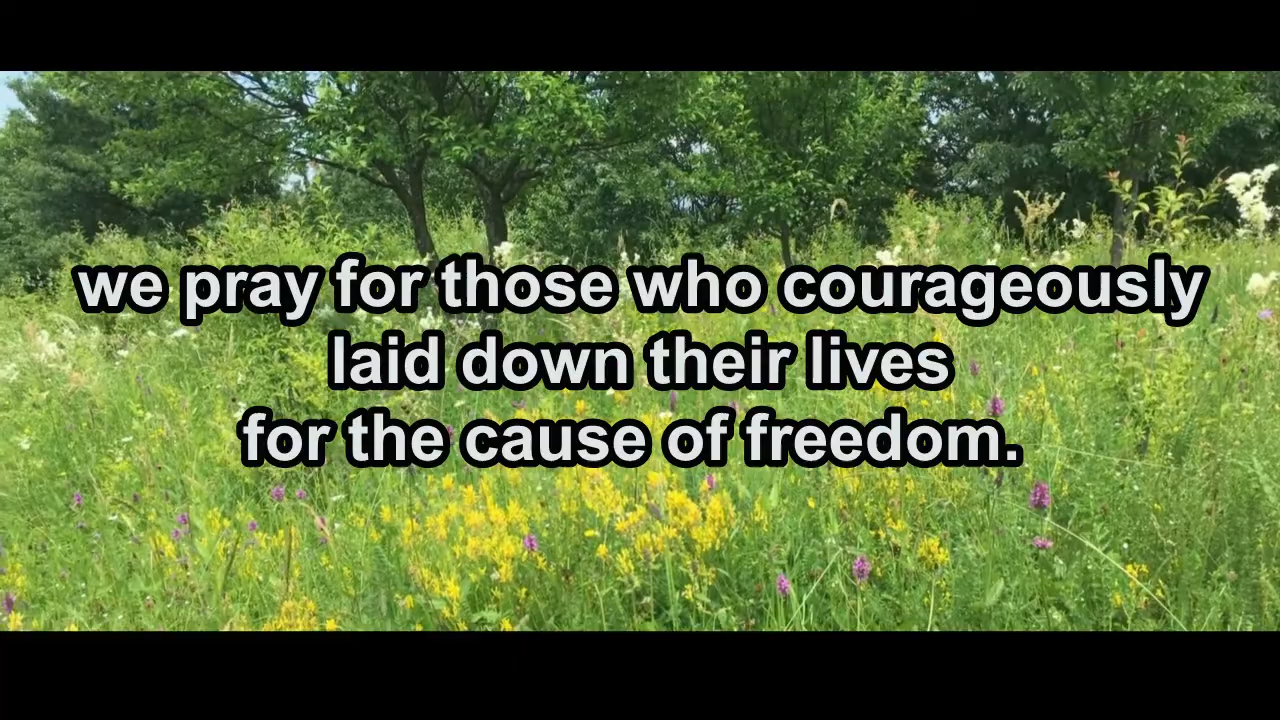 we pray for those who courageously
laid down their lives
for the cause of freedom.